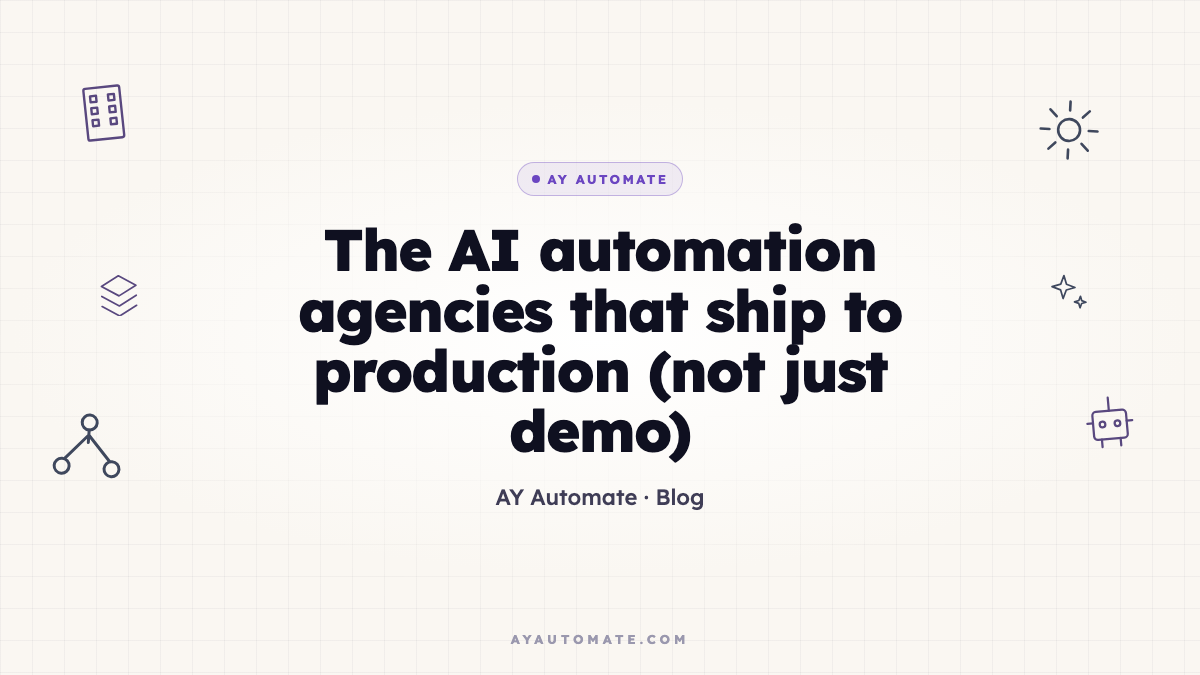 AY AUTOMATE
The AI automation
agencies that ship to
production (not just
demo)
AY Automate · Blog
AYAUTOMATE.COM